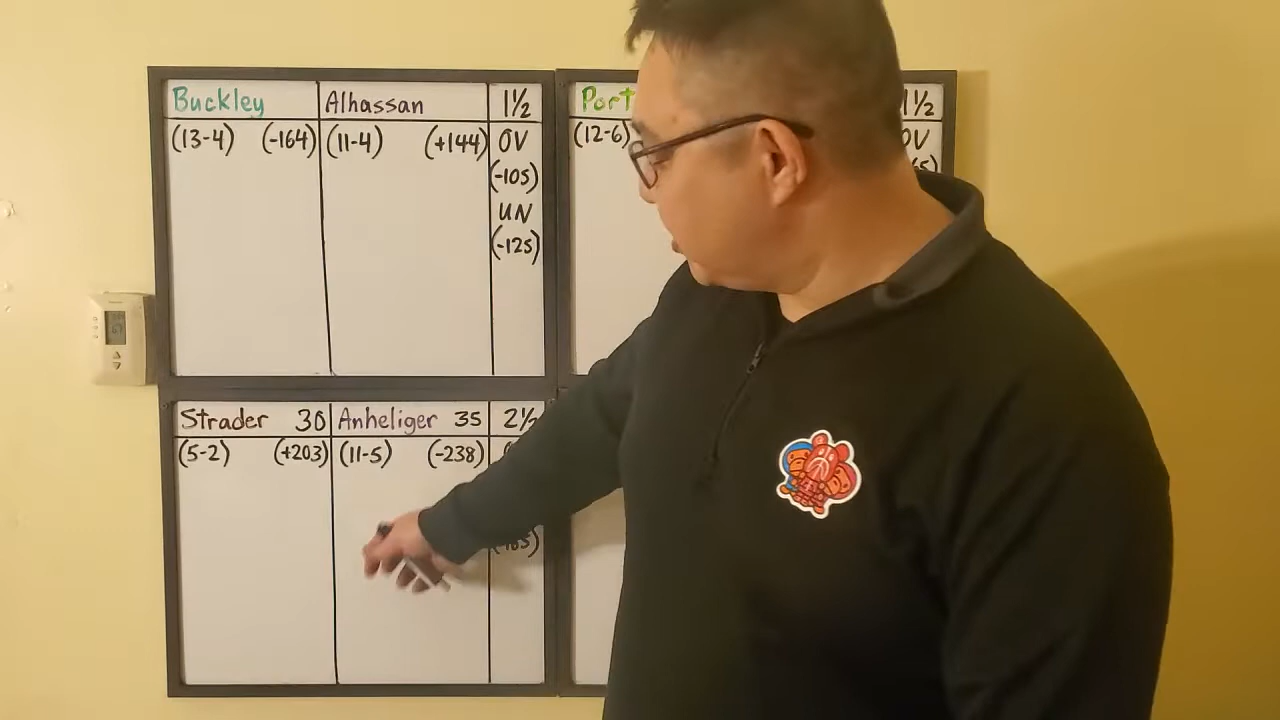 Buckley Alhassan 1½
(13-4) (-164) (11-4) (+144) OV
(-105)
UN
(-125)
Port
(12-6)
1½
OV
Strader 30 Anheliger 35 2½
(5-2) (+203) (11-5) (-238)